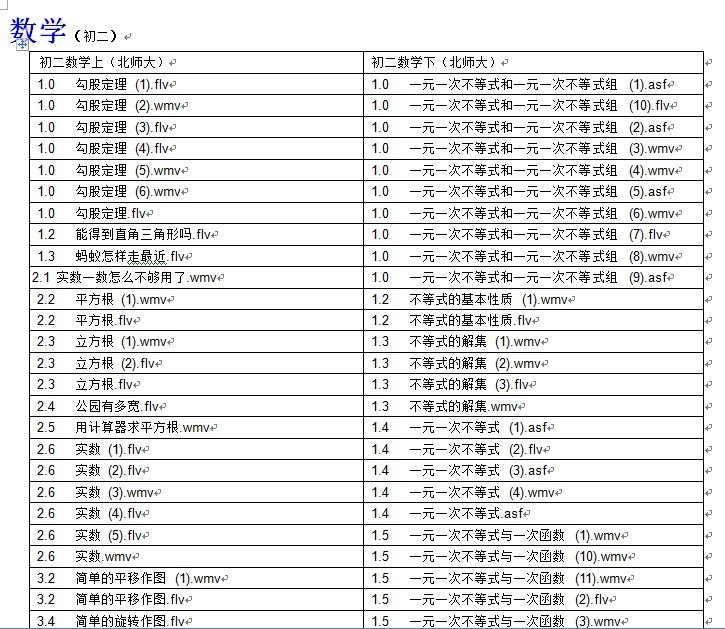 数学（初二）
初二数学上（北师大） 初二数学下（北师大）
1.0 勾股定理 (1).flv 1.0 一元一次不等式和一元一次不等式组 (1).asf
1.0 勾股定理 (2).wmv 1.0 一元一次不等式和一元一次不等式组 (10).flv
1.0 勾股定理 (3).flv 1.0 一元一次不等式和一元一次不等式组 (2).asf
1.0 勾股定理 (4).flv 1.0 一元一次不等式和一元一次不等式组 (3).wmv
1.0 勾股定理 (5).wmv 1.0 一元一次不等式和一元一次不等式组 (4).wmv
1.0 勾股定理 (6).wmv 1.0 一元一次不等式和一元一次不等式组 (5).asf
1.0 勾股定理.flv 1.0 一元一次不等式和一元一次不等式组 (6).wmv
1.2 能得到直角三角形吗.flv 1.0 一元一次不等式和一元一次不等式组 (7).flv
1.3 蚂蚁怎样走最近.flv 1.0 一元一次不等式和一元一次不等式组 (8).wmv
2.1 实数一数怎么不够用了.wmv 1.0 一元一次不等式和一元一次不等式组 (9).asf
2.2 平方根 (1).wmv 1.2 不等式的基本性质 (1).wmv
2.2 平方根.flv 1.2 不等式的基本性质.flv
2.3 立方根 (1).wmv 1.3 不等式的解集 (1).wmv
2.3 立方根 (2).flv 1.3 不等式的解集 (2).wmv
2.3 立方根.flv 1.3 不等式的解集 (3).flv
2.4 公园有多宽.flv 1.3 不等式的解集.wmv
2.5 用计算器求平方根.wmv 1.4 一元一次不等式 (1).asf
2.6 实数 (1).flv 1.4 一元一次不等式 (2).flv
2.6 实数 (2).flv 1.4 一元一次不等式 (3).asf
2.6 实数 (3).wmv 1.4 一元一次不等式 (4).wmv
2.6 实数 (4).flv 1.4 一元一次不等式.asf
2.6 实数 (5).flv 1.5 一元一次不等式与一次函数 (1).wmv
2.6 实数.wmv 1.5 一元一次不等式与一次函数 (10).wmv
3.2 简单的平移作图 (1).wmv 1.5 一元一次不等式与一次函数 (11).wmv
3.2 简单的平移作图.flv 1.5 一元一次不等式与一次函数 (2).flv
3.4 简单的旋转作图.flv 1.5 一元一次不等式与一次函数 (3).wmv